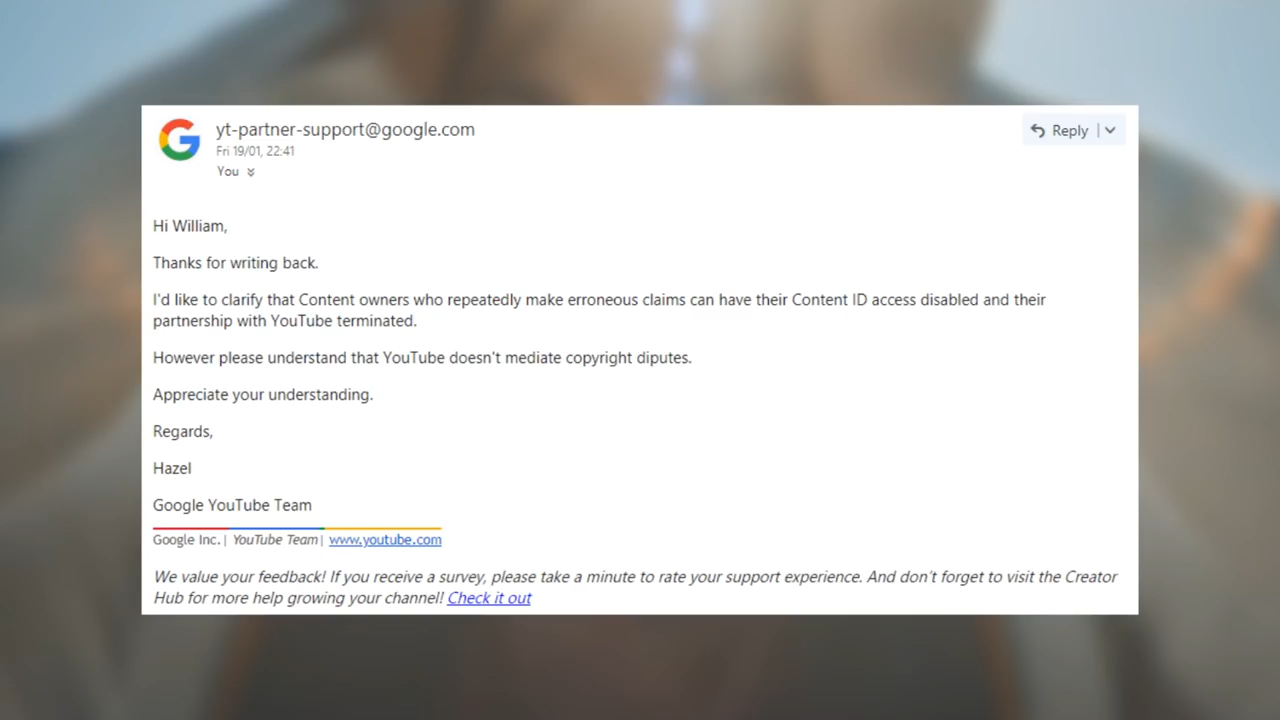 yt-partner-support@google.com
Reply
Fri 19/01, 22:41
You
Hi William,
Thanks for writing back.
I'd like to clarify that Content owners who repeatedly make erroneous claims can have their Content ID access disabled and their
partnership with YouTube terminated.
However please understand that YouTube doesn't mediate copyright diputes.
Appreciate your understanding.
Regards,
Hazel
Google YouTube Team
Google Inc. | YouTube Team | www.youtube.com
We value your feedback! If you receive a survey, please take a minute to rate your support experience. And don't forget to visit the Creator
Hub for more help growing your channel! Check it out